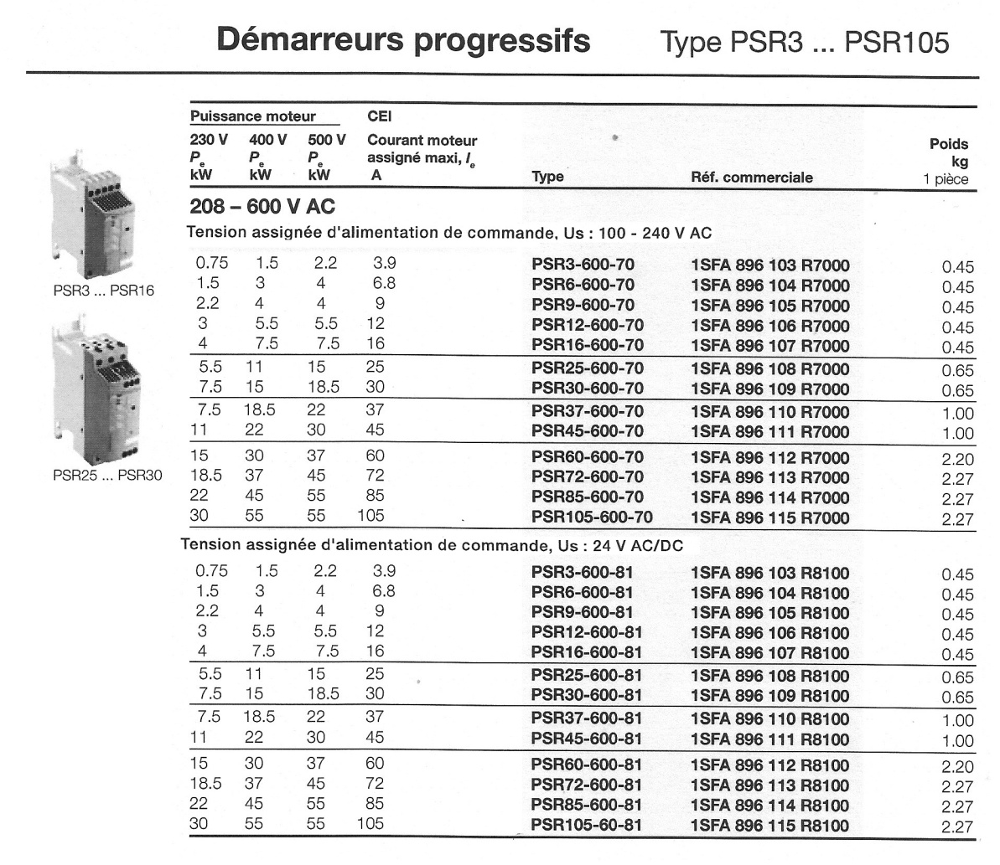 Démarreurs progressifs Type PSR3 ... PSR105
Puissance moteur CEI
230 V 400 V 500 V Courant moteur Poids
Pe Pe Pe assigné maxi, Ie kg
kW kW kW A Type Réf. commerciale 1 pièce
208 – 600 V AC
Tension assignée d'alimentation de commande, Us : 100 - 240 V AC
0.75 1.5 2.2 3.9 PSR3-600-70 1SFA 896 103 R7000 0.45
1.5 3 4 6.8 PSR6-600-70 1SFA 896 104 R7000 0.45
2.2 4 4 9 PSR9-600-70 1SFA 896 105 R7000 0.45
3 5.5 5.5 12 PSR12-600-70 1SFA 896 106 R7000 0.45
4 7.5 7.5 16 PSR16-600-70 1SFA 896 107 R7000 0.45
5.5 11 15 25 PSR25-600-70 1SFA 896 108 R7000 0.65
7.5 15 18.5 30 PSR30-600-70 1SFA 896 109 R7000 0.65
7.5 18.5 22 37 PSR37-600-70 1SFA 896 110 R7000 1.00
11 22 30 45 PSR45-600-70 1SFA 896 111 R7000 1.00
15 30 37 60 PSR60-600-70 1SFA 896 112 R7000 2.20
18.5 37 45 72 PSR72-600-70 1SFA 896 113 R7000 2.27
22 45 55 85 PSR85-600-70 1SFA 896 114 R7000 2.27
30 55 55 105 PSR105-600-70 1SFA 896 115 R7000 2.27
PSR3 ... PSR16
PSR25 ... PSR30
Tension assignée d'alimentation de commande, Us : 24 V AC/DC
0.75 1.5 2.2 3.9 PSR3-600-81 1SFA 896 103 R8100 0.45
1.5 3 4 6.8 PSR6-600-81 1SFA 896 104 R8100 0.45
2.2 4 4 9 PSR9-600-81 1SFA 896 105 R8100 0.45
3 5.5 5.5 12 PSR12-600-81 1SFA 896 106 R8100 0.45
4 7.5 7.5 16 PSR16-600-81 1SFA 896 107 R8100 0.45
5.5 11 15 25 PSR25-600-81 1SFA 896 108 R8100 0.65
7.5 15 18.5 30 PSR30-600-81 1SFA 896 109 R8100 0.65
7.5 18.5 22 37 PSR37-600-81 1SFA 896 110 R8100 1.00
11 22 30 45 PSR45-600-81 1SFA 896 111 R8100 1.00
15 30 37 60 PSR60-600-81 1SFA 896 112 R8100 2.20
18.5 37 45 72 PSR72-600-81 1SFA 896 113 R8100 2.27
22 45 55 85 PSR85-600-81 1SFA 896 114 R8100 2.27
30 55 55 105 PSR105-60-81 1SFA 896 115 R8100 2.27